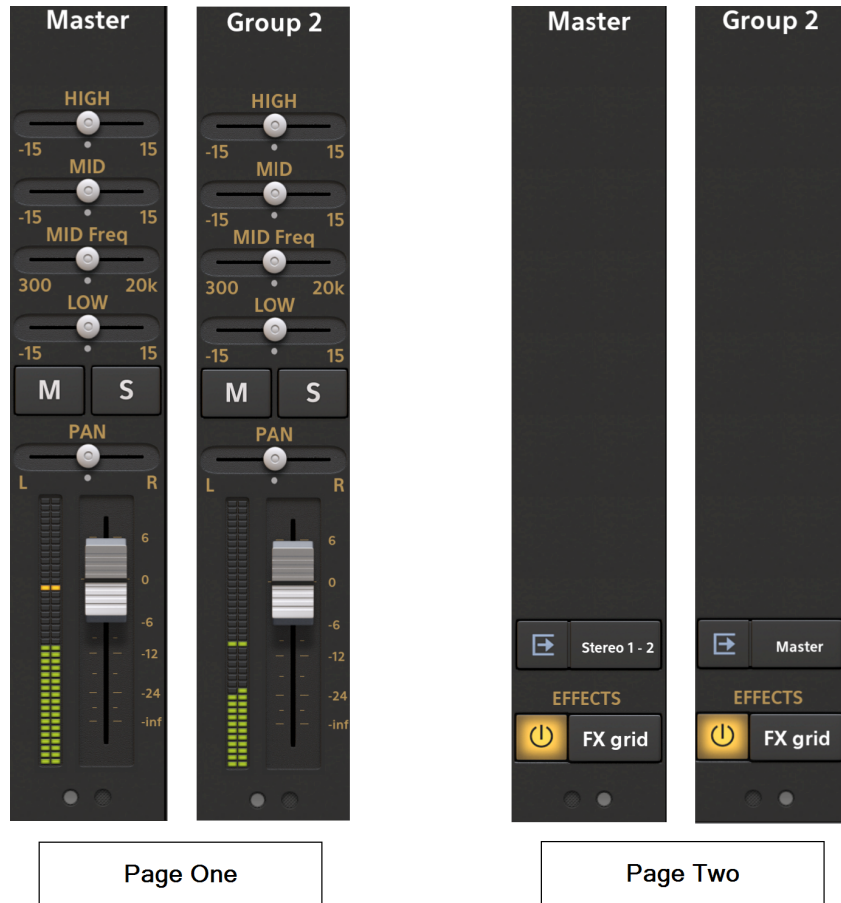 Master
HIGH
-15 15
MID
-15 15
MID Freq
300 20k
LOW
-15 15
M S
PAN
L R
6
0
-6
-12
-24
-inf
Group 2
HIGH
-15 15
MID
-15 15
MID Freq
300 20k
LOW
-15 15
M S
PAN
L R
6
0
-6
-12
-24
-inf
Page One
Master
Stereo 1 - 2
EFFECTS
FX grid
Group 2
Master
EFFECTS
FX grid
Page Two